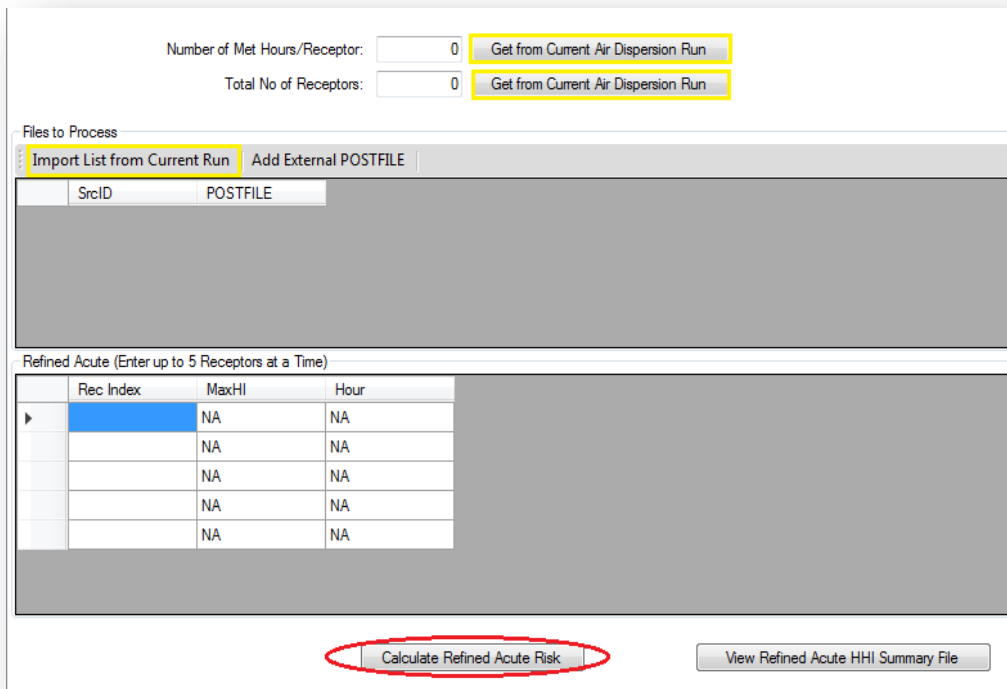 Number of Met Hours/Receptor: 0 Get from Current Air Dispersion Run
Total No of Receptors: 0 Get from Current Air Dispersion Run
Files to Process
Import List from Current Run Add External POSTFILE
SrcID POSTFILE
Refined Acute (Enter up to 5 Receptors at a Time)
Rec Index MaxHI Hour
NA NA
NA NA
NA NA
NA NA
NA NA
Calculate Refined Acute Risk View Refined Acute HHI Summary File